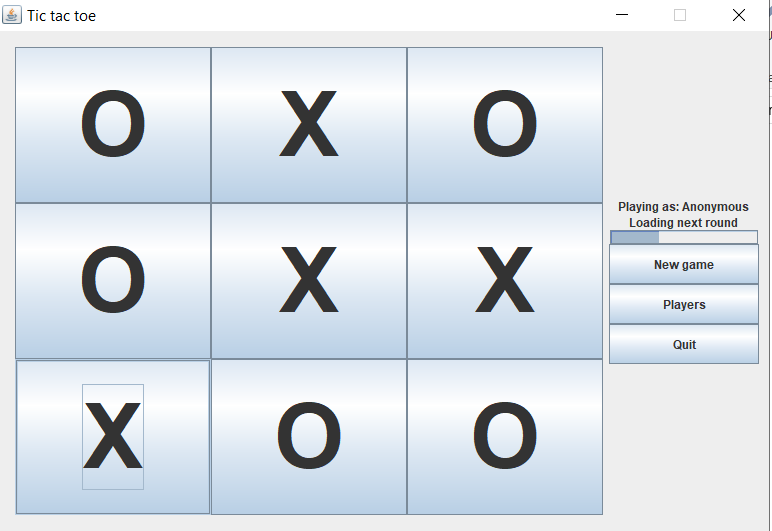 Tic tac toe
O X O
O X X
X O O
Playing as: Anonymous
Loading next round
New game
Players
Quit